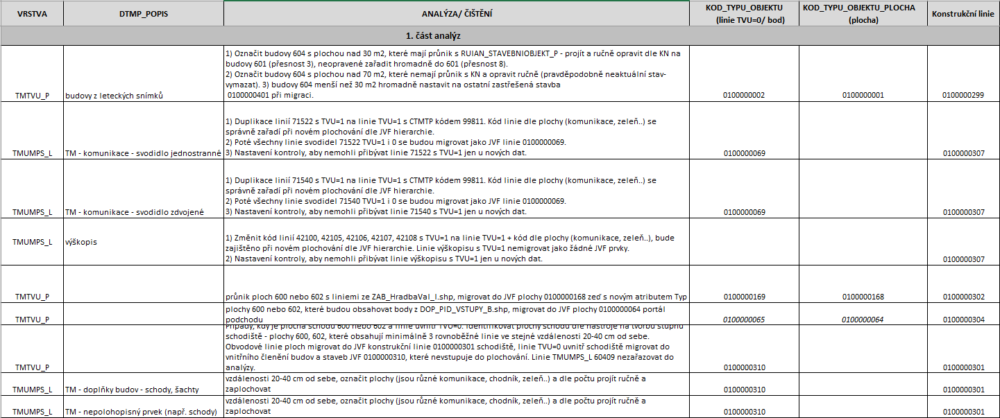 VRSTVA DTMP_POPIS ANALÝZA/ ČIŠTĚNÍ KOD_TYPU_OBJEKTU KOD_TYPU_OBJEKTU_PLOCHA Konstrukční linie
(linie TVU=0/ bod) (plocha)
1. část analýz
1) Označit budovy 604 s plochou nad 30 m2, které mají průnik s RUIAN_STAVEBNIOBJEKT_P - projít a ručně opravit dle KN na
budovy 601 (přesnost 3), neopravené zařadit hromadně do 601 (přesnost 8).
2) Označit budovy 604 s plochou nad 70 m2, které nemají průnik s KN a opravit ručně (pravděpodobně neaktuální stav-
vymazat). 3) budovy 604 menší než 30 m2 hromadně nastavit na ostatní zastřešená stavba
TMTVU_P budovy z leteckých snímků 0100000401 při migraci. 0100000002 0100000001 0100000299
1) Duplikace linií 71522 s TVU=1 na linie TVU=1 s CTMTP kódem 99811. Kód linie dle plochy (komunikace, zeleň..) se
správně zařadí při novém plochování dle JVF hierarchie.
2) Poté všechny linie svodidel 71522 TVU=1 i 0 se budou migrovat jako JVF linie 0100000069.
TMUMPS_L TM - komunikace - svodidlo jednostranné 3) Nastavení kontroly, aby nemohli přibývat linie 71522 s TVU=1 jen u nových dat. 0100000069 0100000307
1) Duplikace linií 71540 s TVU=1 na linie TVU=1 s CTMTP kódem 99811. Kód linie dle plochy (komunikace, zeleň..) se
správně zařadí při novém plochování dle JVF hierarchie.
2) Poté všechny linie svodidel 71540 TVU=1 i 0 se budou migrovat jako JVF linie 0100000069.
TMUMPS_L TM - komunikace - svodidlo zdvojené 3) Nastavení kontroly, aby nemohli přibývat linie 71540 s TVU=1 jen u nových dat. 0100000069 0100000307
TMUMPS_L výškopis 1) Změnit kód linií 42100, 42105, 42106, 42107, 42108 s TVU=1 na linie TVU=1 + kód dle plochy (komunikace, zeleň..), bude
zajištěno při novém plochování dle JVF hierarchie. Linie výškopisu s TVU=1 nemigrovat jako žádné JVF prvky.
2) Nastavení kontroly, aby nemohli přibývat linie výškopisu s TVU=1 jen u nových dat. 0100000307
TMTVU_P průnik ploch 600 nebo 602 s liniemi ze ZAB_HradbaVal_l.shp, migrovat do JVF plochy 0100000168 zeď s novým atributem Typ 0100000169 0100000168 0100000302
plochy 600 nebo 602, které budou obsahovat body z DOP_PID_VSTUPY_B.shp, migrovat do JVF plochy 0100000064 portál
TMTVU_P podchodu 0100000065 0100000064 0100000304
Případy, kdy je plocha schodů 600 nebo 602 a linie uvnitř TVU=0. Identifikovat plochy schodů dle nástroje na tvorbu stupňů
schodiště - plochy 600, 602, které obsahují minimálně 3 rovnoběžné linie ve stejné vzdálenosti 20-40 cm od sebe.
Obvodové linie ploch migrovat do JVF konstrukční linie 0100000301 schodiště, linie TVU=0 uvnitř schodiště migrovat do
vnitřního členění budov a staveb JVF 0100000310, které nevstupuje do plochování. Linie TMUMPS_L 60409 nezařazovat do
TMTVU_P analýzy. 0100000310 0100000301
vzdálenosti 20-40 cm od sebe, označit plochy (jsou různé komunikace, chodník, zeleň..) a dle počtu projít ručně a
TMUMPS_L TM - doplňky budov - schody, šachty zaplochovat 0100000310 0100000301
vzdálenosti 20-40 cm od sebe, označit plochy (jsou různé komunikace, chodník, zeleň..) a dle počtu projít ručně a
TMUMPS_L TM - nepolohopisný prvek (např. schody) zaplochovat 0100000310 0100000301